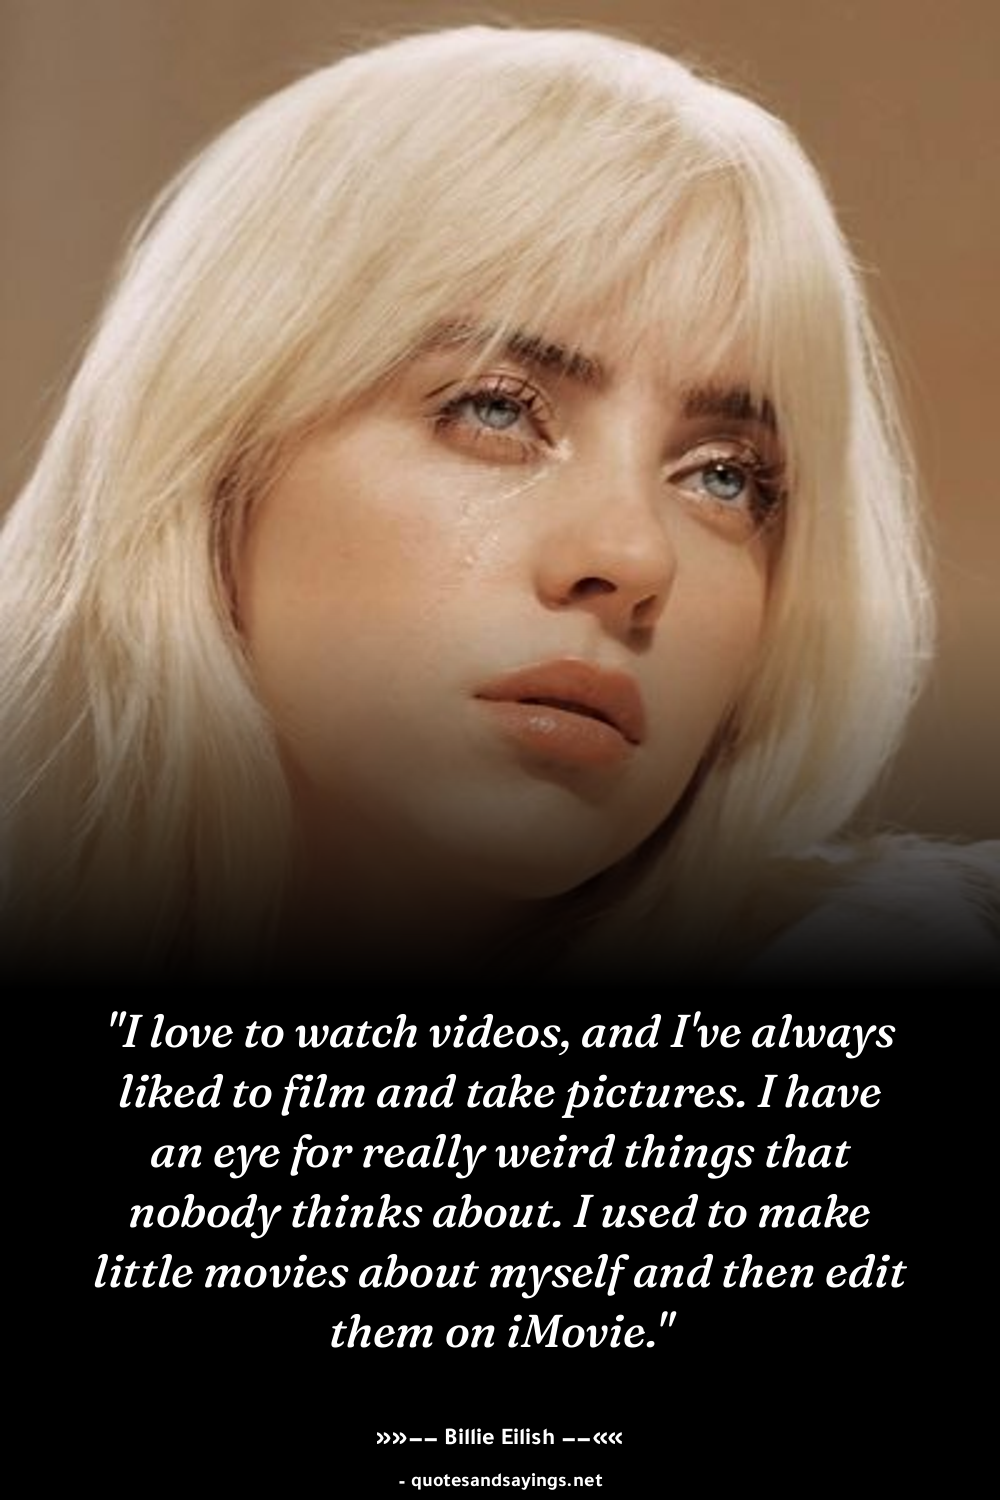 "I love to watch videos, and I've always
liked to film and take pictures. I have
an eye for really weird things that
nobody thinks about. I used to make
little movies about myself and then edit
them on iMovie."
»»–– Billie Eilish ––««
- quotesandsayings.net